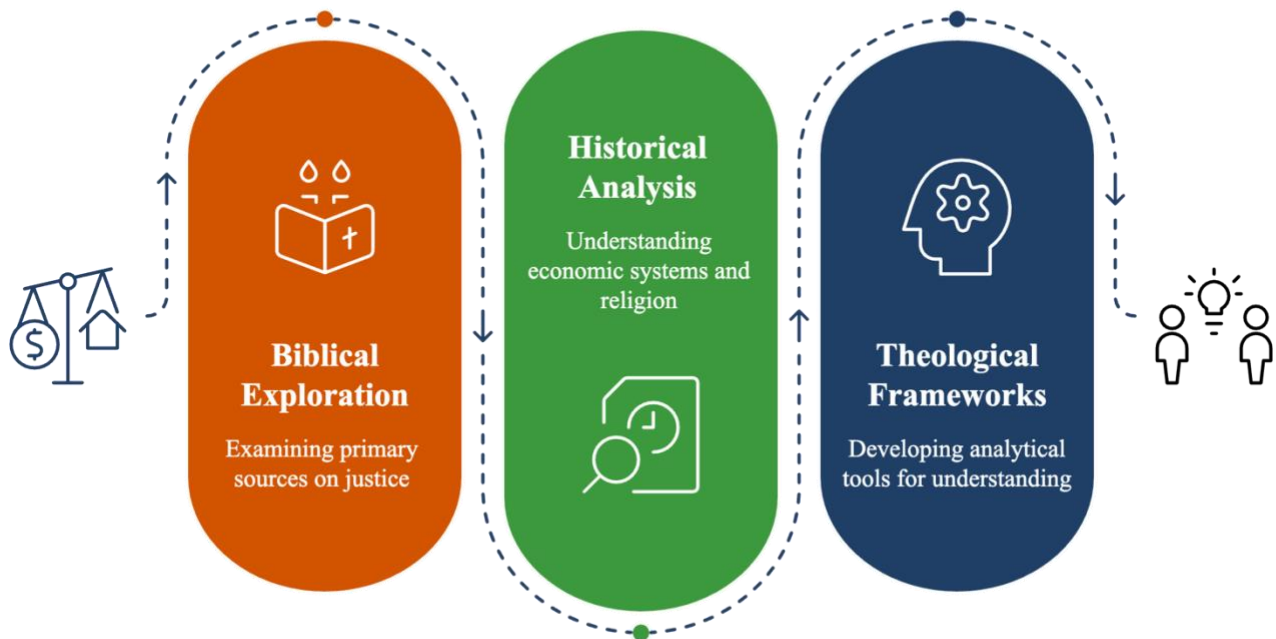 Biblical
Exploration
Examining primary
sources on justice
Historical
Analysis
Understanding
economic systems and
religion
Theological
Frameworks
Developing analytical
tools for understanding
$